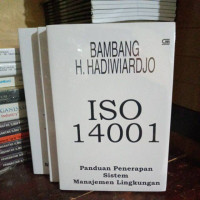 BAMBANG
H. HADIWIARDJO
ISO
14001
Panduan Penerapan
Sistem
Manajemen Lingkungan